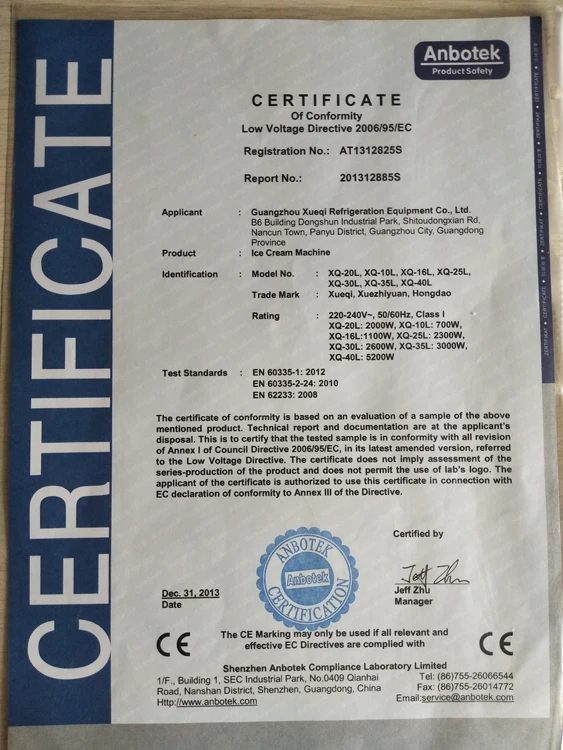 CERTIFICATE
Anbotek
Product Safety
CERTIFICATE
Of Conformity
Low Voltage Directive 2006/95/EC
Registration No.: AT1312825S
Report No.: 201312885S
Applicant : Guangzhou Xueqi Refrigeration Equipment Co., Ltd.
B6 Building Dongshun Industrial Park, Shitoudongxian Rd,
Nancun Town, Panyu District, Guangzhou City, Guangdong
Province
Product : Ice Cream Machine
Identification : Model No. : XQ-20L, XQ-10L, XQ-16L, XQ-25L,
XQ-30L, XQ-35L, XQ-40L
Trade Mark : Xueqi, Xuezhiyuan, Hongdao
Rating : 220-240V~, 50/60Hz, Class I
XQ-20L: 2000W, XQ-10L: 700W,
XQ-16L:1100W, XQ-25L: 2300W,
XQ-30L: 2600W, XQ-35L: 3000W,
XQ-40L: 5200W
Test Standards : EN 60335-1: 2012
EN 60335-2-24: 2010
EN 62233: 2008
The certificate of conformity is based on an evaluation of a sample of the above
mentioned product. Technical report and documentation are at the applicant's
disposal. This is to certify that the tested sample is in conformity with all revision
of Annex I of Council Directive 2006/95/EC, in its latest amended version, referred
to the Low Voltage Directive. The certificate does not imply assessment of the
series-production of the product and does not permit the use of lab's logo. The
applicant of the certificate is authorized to use this certificate in connection with
EC declaration of conformity to Annex III of the Directive.
Certified by
ANBOTEK
Anbotek
CERTIFICATION
Jeff Zhu
Dec. 31, 2013
Date
Jeff Zhu
Manager
CE
The CE Marking may only be used if all relevant and
effective EC Directives are complied with
CE
Shenzhen Anbotek Compliance Laboratory Limited
1/F., Building 1, SEC Industrial Park, No.0409 Qianhai
Road, Nanshan District, Shenzhen, Guangdong, China
Http://www.anbotek.com
Tel: (86)755-26066544
Fax: (86)755-26014772
Email:service@anbotek.com